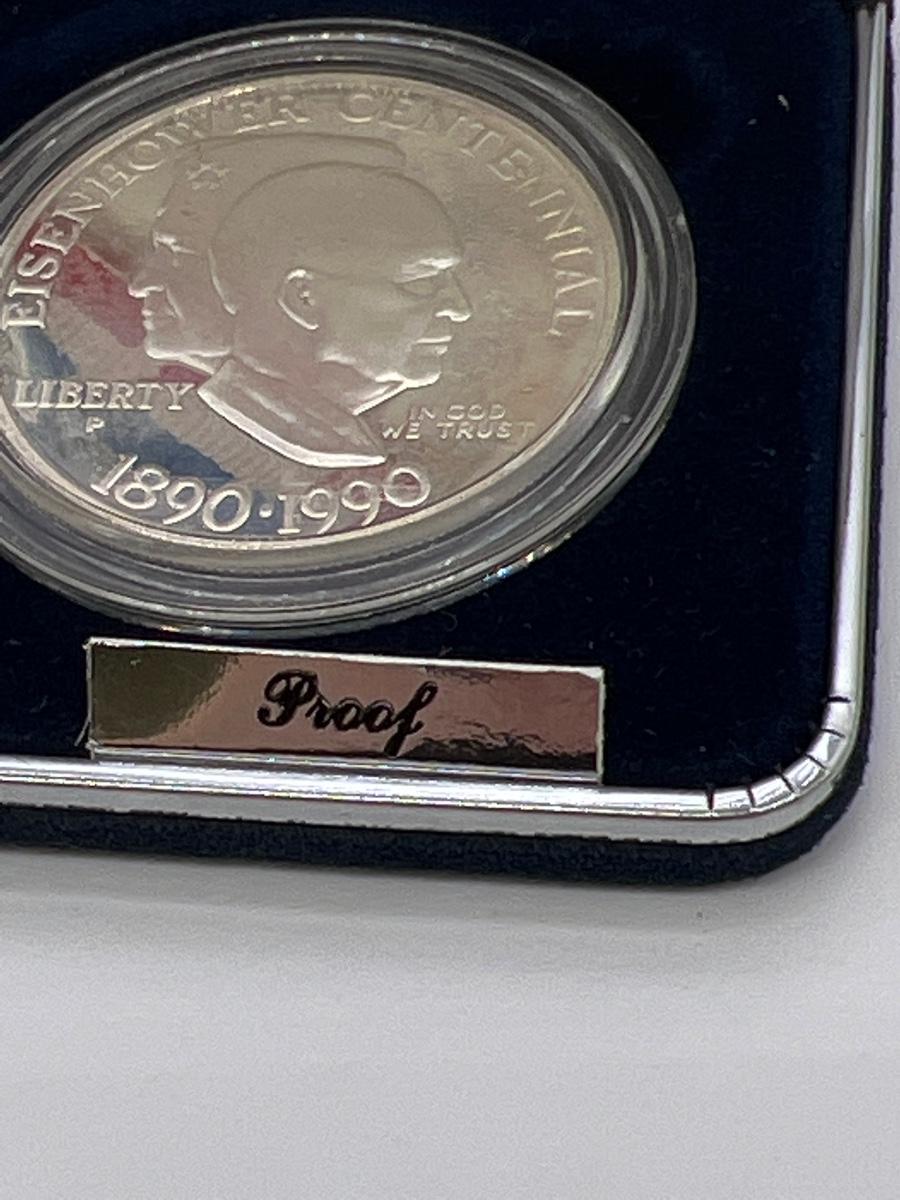 EISENHOWER CENTENNIAL
LIBERTY
P
IN GOD
WE TRUST
1890·1990
Proof